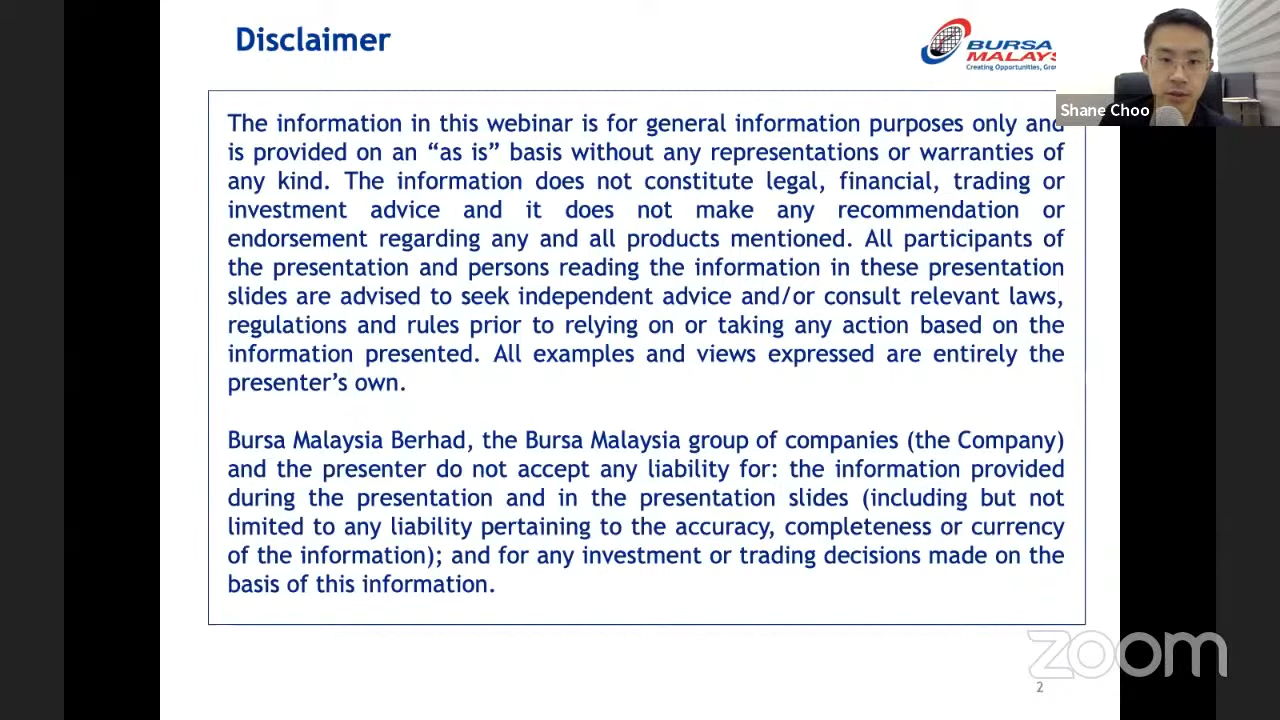 Disclaimer
BURSA
MALAYS
Creating Opportunities, Gro
Shane Choo
The information in this webinar is for general information purposes only and
is provided on an “as is” basis without any representations or warranties of
any kind. The information does not constitute legal, financial, trading or
investment advice and it does not make any recommendation or
endorsement regarding any and all products mentioned. All participants of
the presentation and persons reading the information in these presentation
slides are advised to seek independent advice and/or consult relevant laws,
regulations and rules prior to relying on or taking any action based on the
information presented. All examples and views expressed are entirely the
presenter’s own.
Bursa Malaysia Berhad, the Bursa Malaysia group of companies (the Company)
and the presenter do not accept any liability for: the information provided
during the presentation and in the presentation slides (including but not
limited to any liability pertaining to the accuracy, completeness or currency
of the information); and for any investment or trading decisions made on the
basis of this information.
zoom
2